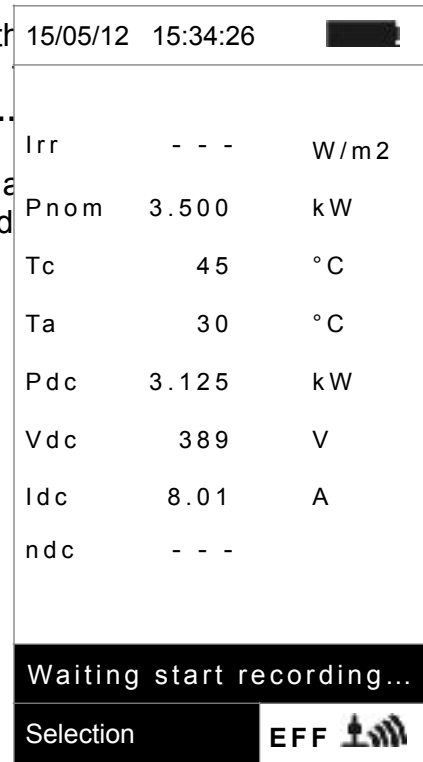 15/05/12 15:34:26
Irr - - - W/m2
Pnom 3.500 kW
Tc 45 °C
Ta 30 °C
Pdc 3.125 kW
Vdc 389 V
Idc 8.01 A
ndc - - -
Waiting start recording...
Selection EFF